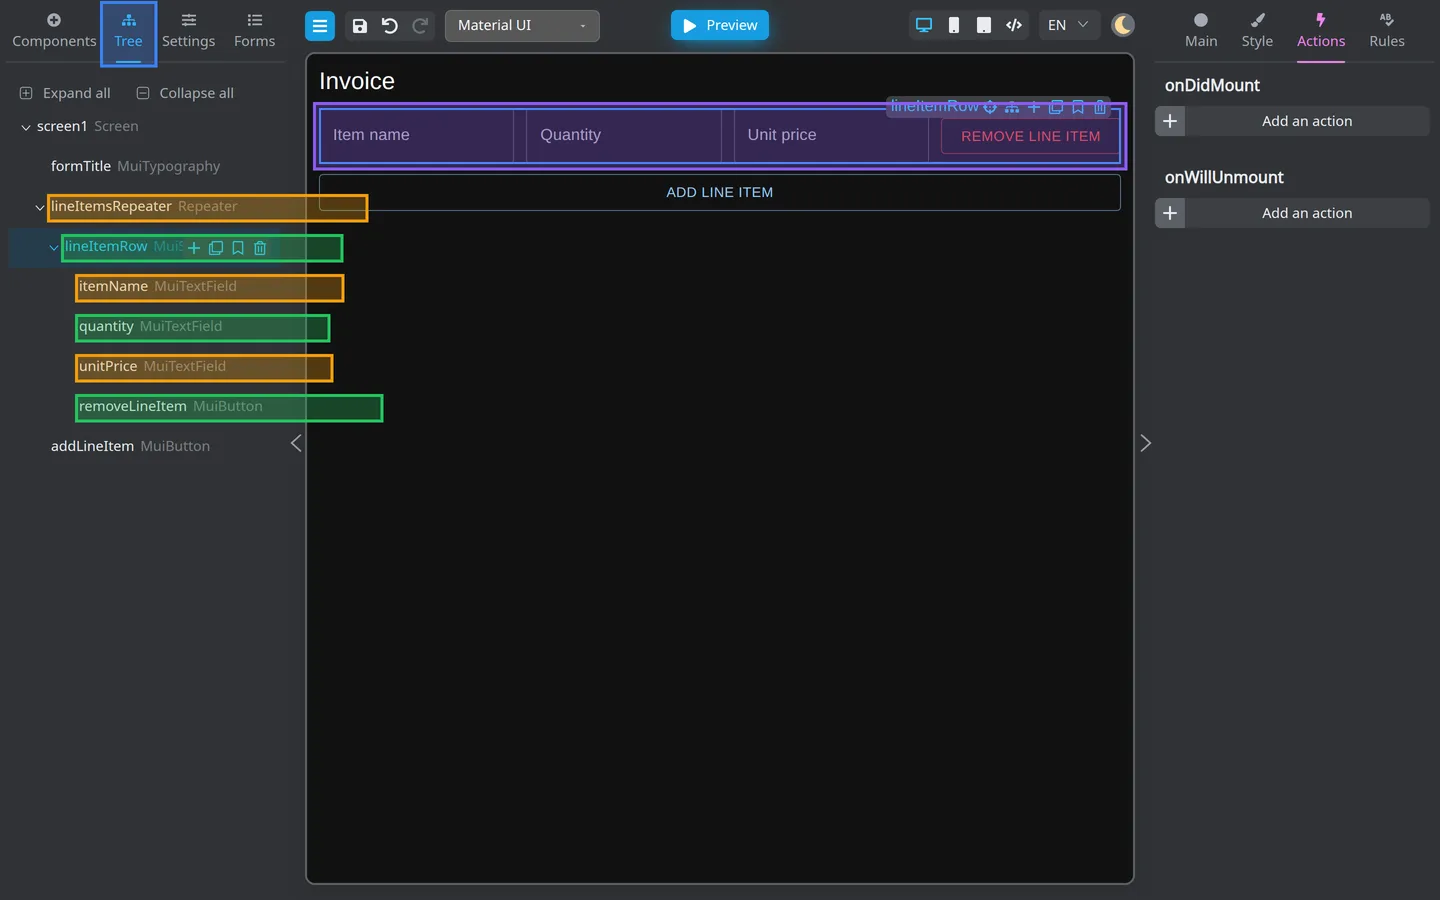 Components
Tree
Settings
Forms
Material UI
Preview
EN
Main
Style
Actions
Rules
Expand all
Collapse all
screen1 Screen
formTitle MuiTypography
lineItemsRepeater Repeater
lineItemRow
itemName MuiTextField
quantity MuiTextField
unitPrice MuiTextField
removeLineItem MuiButton
addLineItem MuiButton
Invoice
lineItemRow
Item name
Quantity
Unit price
REMOVE LINE ITEM
ADD LINE ITEM
onDidMount
Add an action
onWillUnmount
Add an action